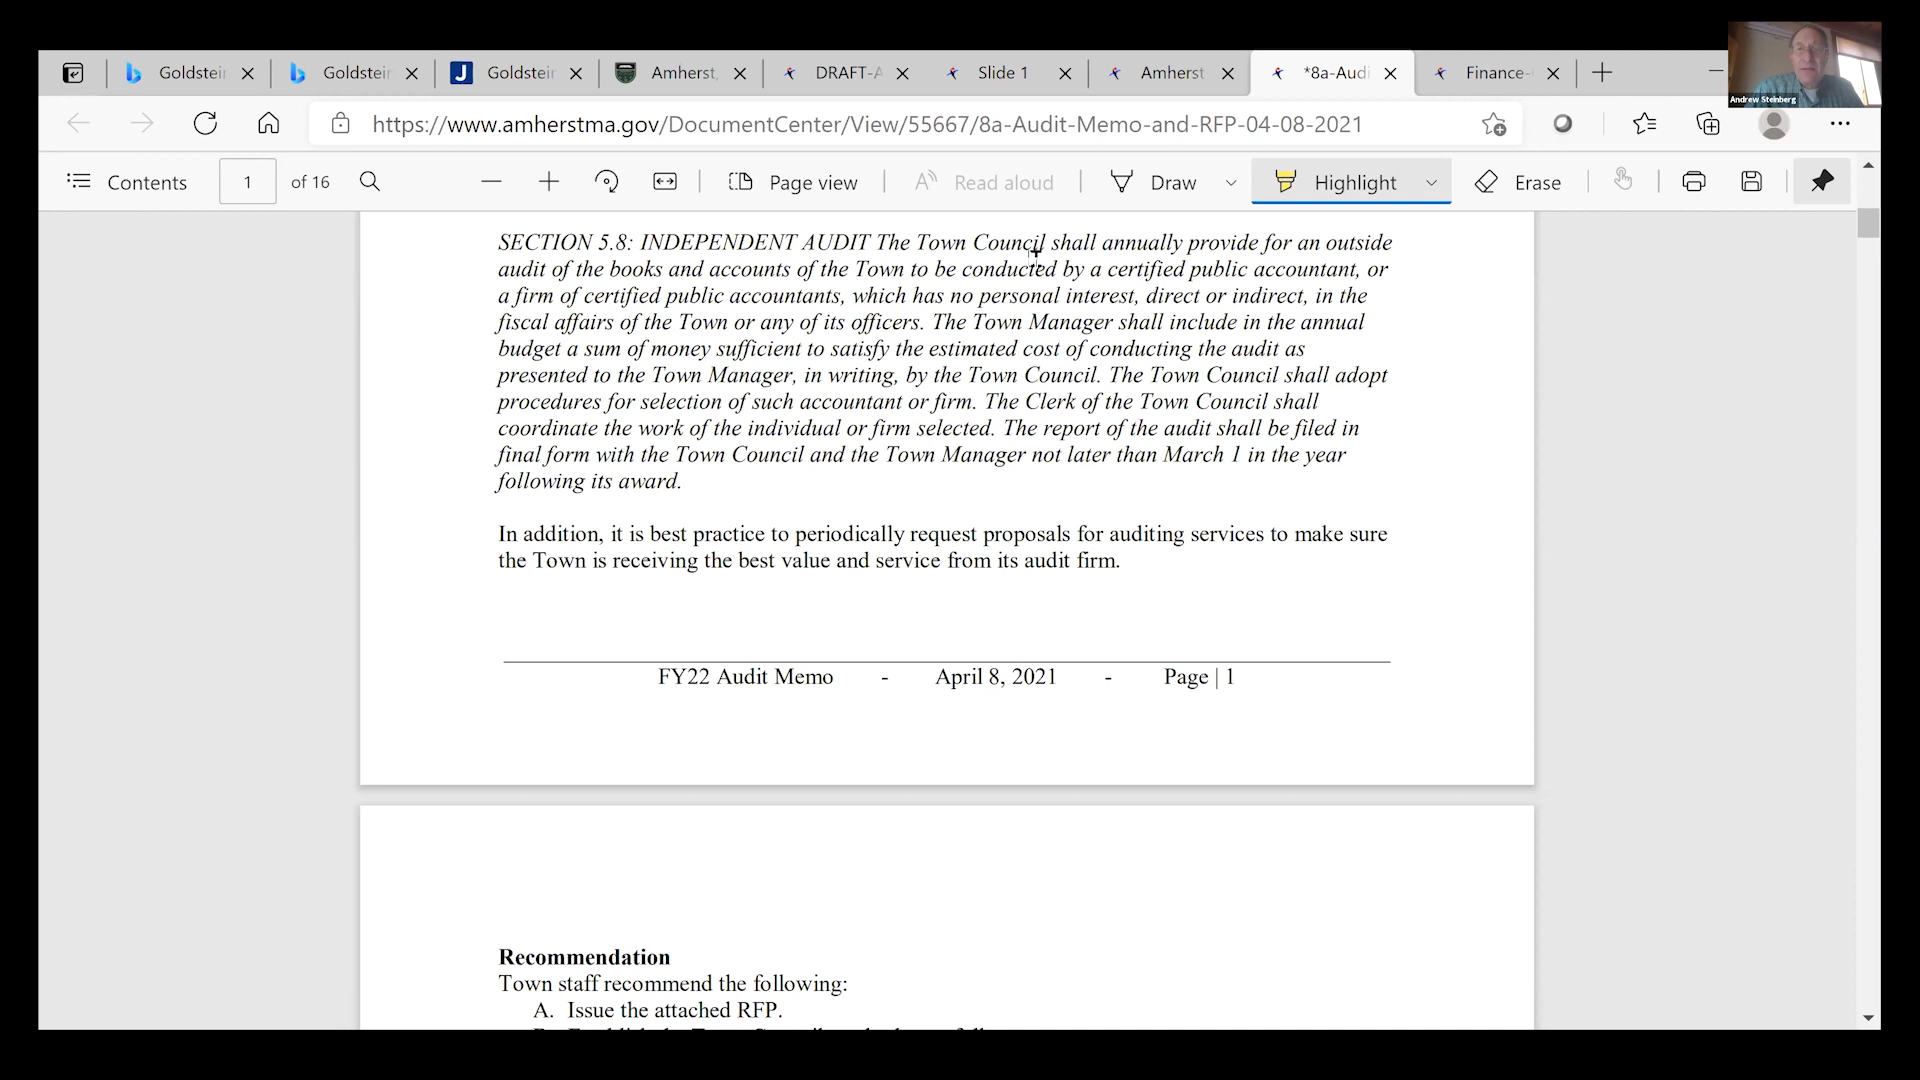 Goldstein
Goldstein
Goldstein
Amherst,
DRAFT-A
Slide 1
Amherst
*8a-Audi
Finance-
Andrew Steinberg
https://www.amherstma.gov/DocumentCenter/View/55667/8a-Audit-Memo-and-RFP-04-08-2021
Contents
1
of 16
Page view
Read aloud
Draw
Highlight
Erase
SECTION 5.8: INDEPENDENT AUDIT The Town Council shall annually provide for an outside
audit of the books and accounts of the Town to be conducted by a certified public accountant, or
a firm of certified public accountants, which has no personal interest, direct or indirect, in the
fiscal affairs of the Town or any of its officers. The Town Manager shall include in the annual
budget a sum of money sufficient to satisfy the estimated cost of conducting the audit as
presented to the Town Manager, in writing, by the Town Council. The Town Council shall adopt
procedures for selection of such accountant or firm. The Clerk of the Town Council shall
coordinate the work of the individual or firm selected. The report of the audit shall be filed in
final form with the Town Council and the Town Manager not later than March 1 in the year
following its award.
In addition, it is best practice to periodically request proposals for auditing services to make sure
the Town is receiving the best value and service from its audit firm.
FY22 Audit Memo - April 8, 2021 - Page | 1
Recommendation
Town staff recommend the following:
A. Issue the attached RFP.